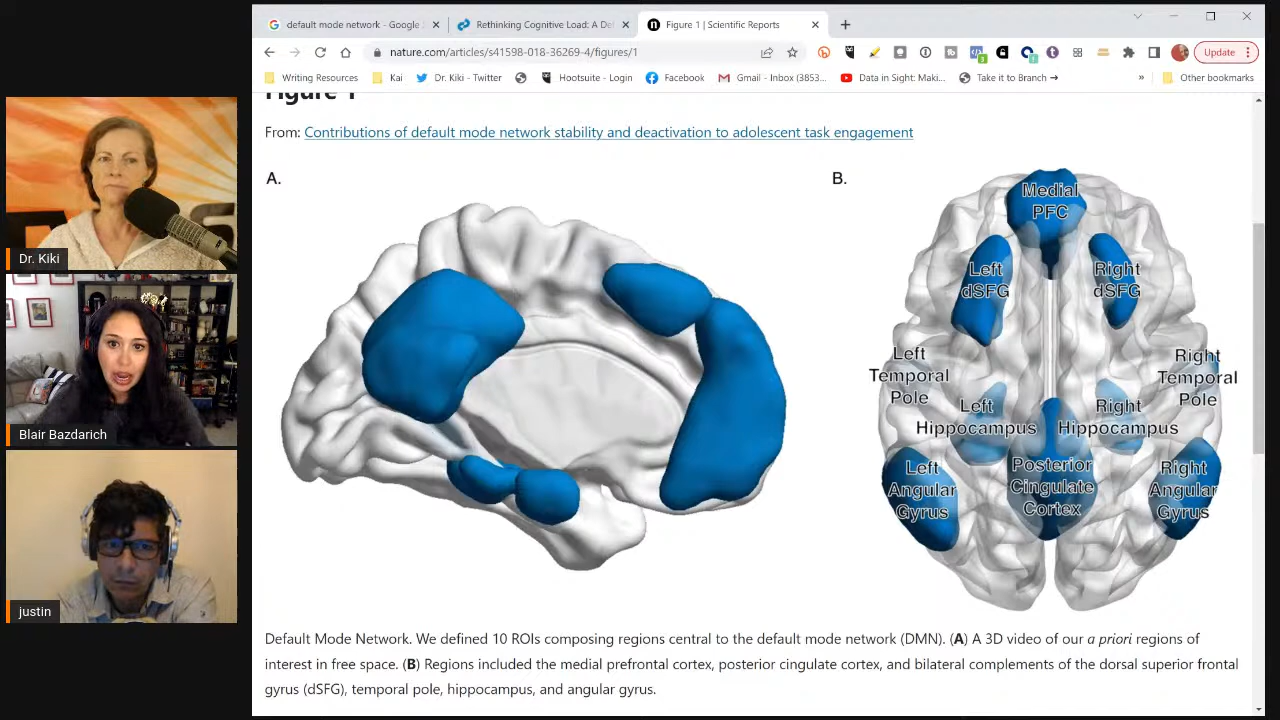 default mode network - Google
Rethinking Cognitive Load: A De
Figure 1 | Scientific Reports
nature.com/articles/s41598-018-36269-4/figures/1
Update
Writing Resources
Kai
Dr. Kiki - Twitter
Hootsuite - Login
Facebook
Gmail - Inbox (3853...
Data in Sight: Maki...
Take it to Branch →
»
Other bookmarks
Figure 1
From: Contributions of default mode network stability and deactivation to adolescent task engagement
A.
B.
Medial
PFC
Left
dSFG
Right
dSFG
Left
Temporal
Pole
Right
Temporal
Pole
Left
Hippocampus
Right
Hippocampus
Left
Angular
Gyrus
Posterior
Cingulate
Cortex
Right
Angular
Gyrus
Default Mode Network. We defined 10 ROIs composing regions central to the default mode network (DMN). (A) A 3D video of our a priori regions of
interest in free space. (B) Regions included the medial prefrontal cortex, posterior cingulate cortex, and bilateral complements of the dorsal superior frontal
gyrus (dSFG), temporal pole, hippocampus, and angular gyrus.
Dr. Kiki
Blair Bazdarich
justin